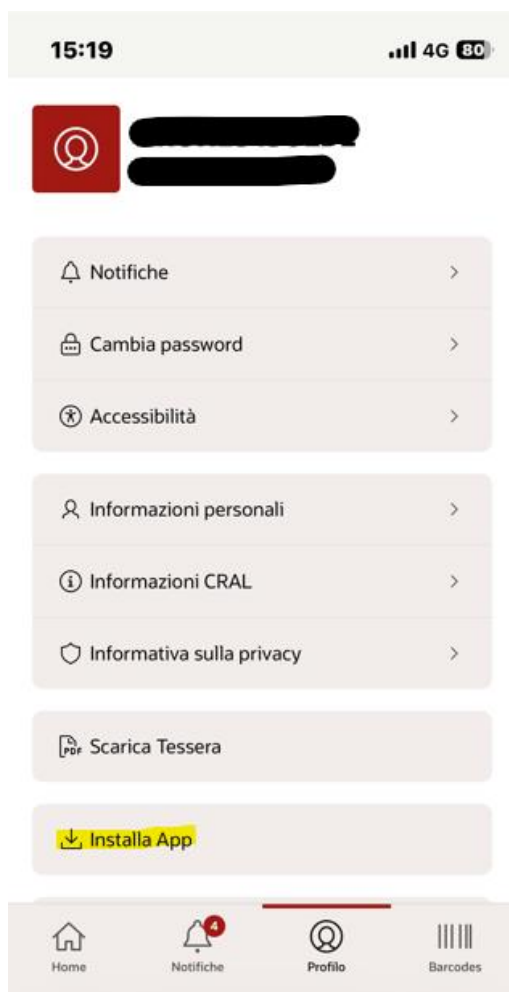 15:19 4G 80
Notifiche
Cambia password
Accessibilità
Informazioni personali
Informazioni CRAL
Informativa sulla privacy
PDF Scarica Tessera
Installa App
4
Home Notifiche Profilo Barcodes